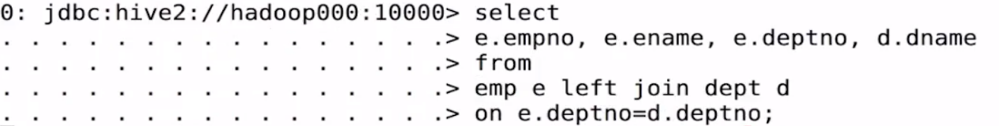 0: jdbc:hive2://hadoop000:10000> select
. . . . . . . . . . . . . . . .> e.empno, e.ename, e.deptno, d.dname
. . . . . . . . . . . . . . . .> from
. . . . . . . . . . . . . . . .> emp e left join dept d
. . . . . . . . . . . . . . . .> on e.deptno=d.deptno;